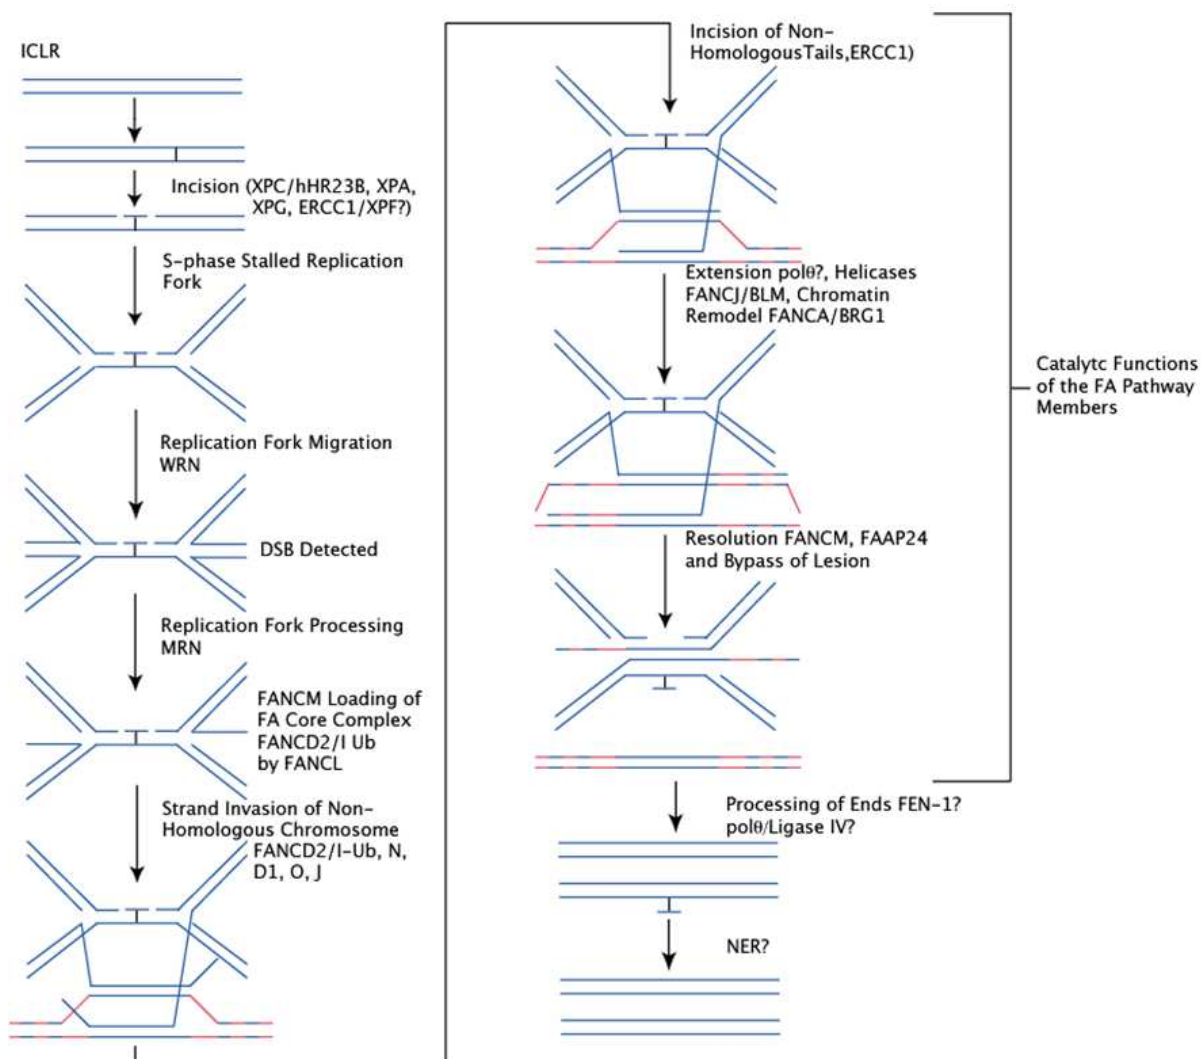 ICLR
Incision (XPC/hHR23B, XPA,
XPG, ERCC1/XPF?)
S-phase Stalled Replication
Fork
Replication Fork Migration
WRN
DSB Detected
Replication Fork Processing
MRN
FANCM Loading of
FA Core Complex
FANCD2/I Ub
by FANCL
Strand Invasion of Non-
Homologous Chromosome
FANCD2/I-Ub, N,
D1, O, J
Incision of Non-
HomologousTails,ERCC1)
Extension polθ?, Helicases
FANCJ/BLM, Chromatin
Remodel FANCA/BRG1
Resolution FANCM, FAAP24
and Bypass of Lesion
Processing of Ends FEN-1?
polθ/Ligase IV?
NER?
Catalytc Functions
of the FA Pathway
Members